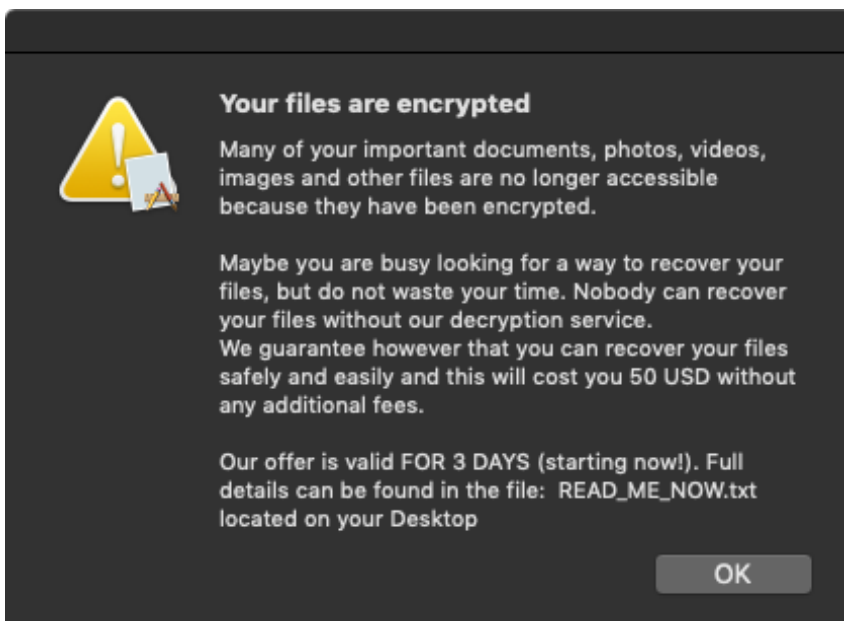 Your files are encrypted
Many of your important documents, photos, videos,
images and other files are no longer accessible
because they have been encrypted.
Maybe you are busy looking for a way to recover your
files, but do not waste your time. Nobody can recover
your files without our decryption service.
We guarantee however that you can recover your files
safely and easily and this will cost you 50 USD without
any additional fees.
Our offer is valid FOR 3 DAYS (starting now!). Full
details can be found in the file:  READ_ME_NOW.txt
located on your Desktop
OK